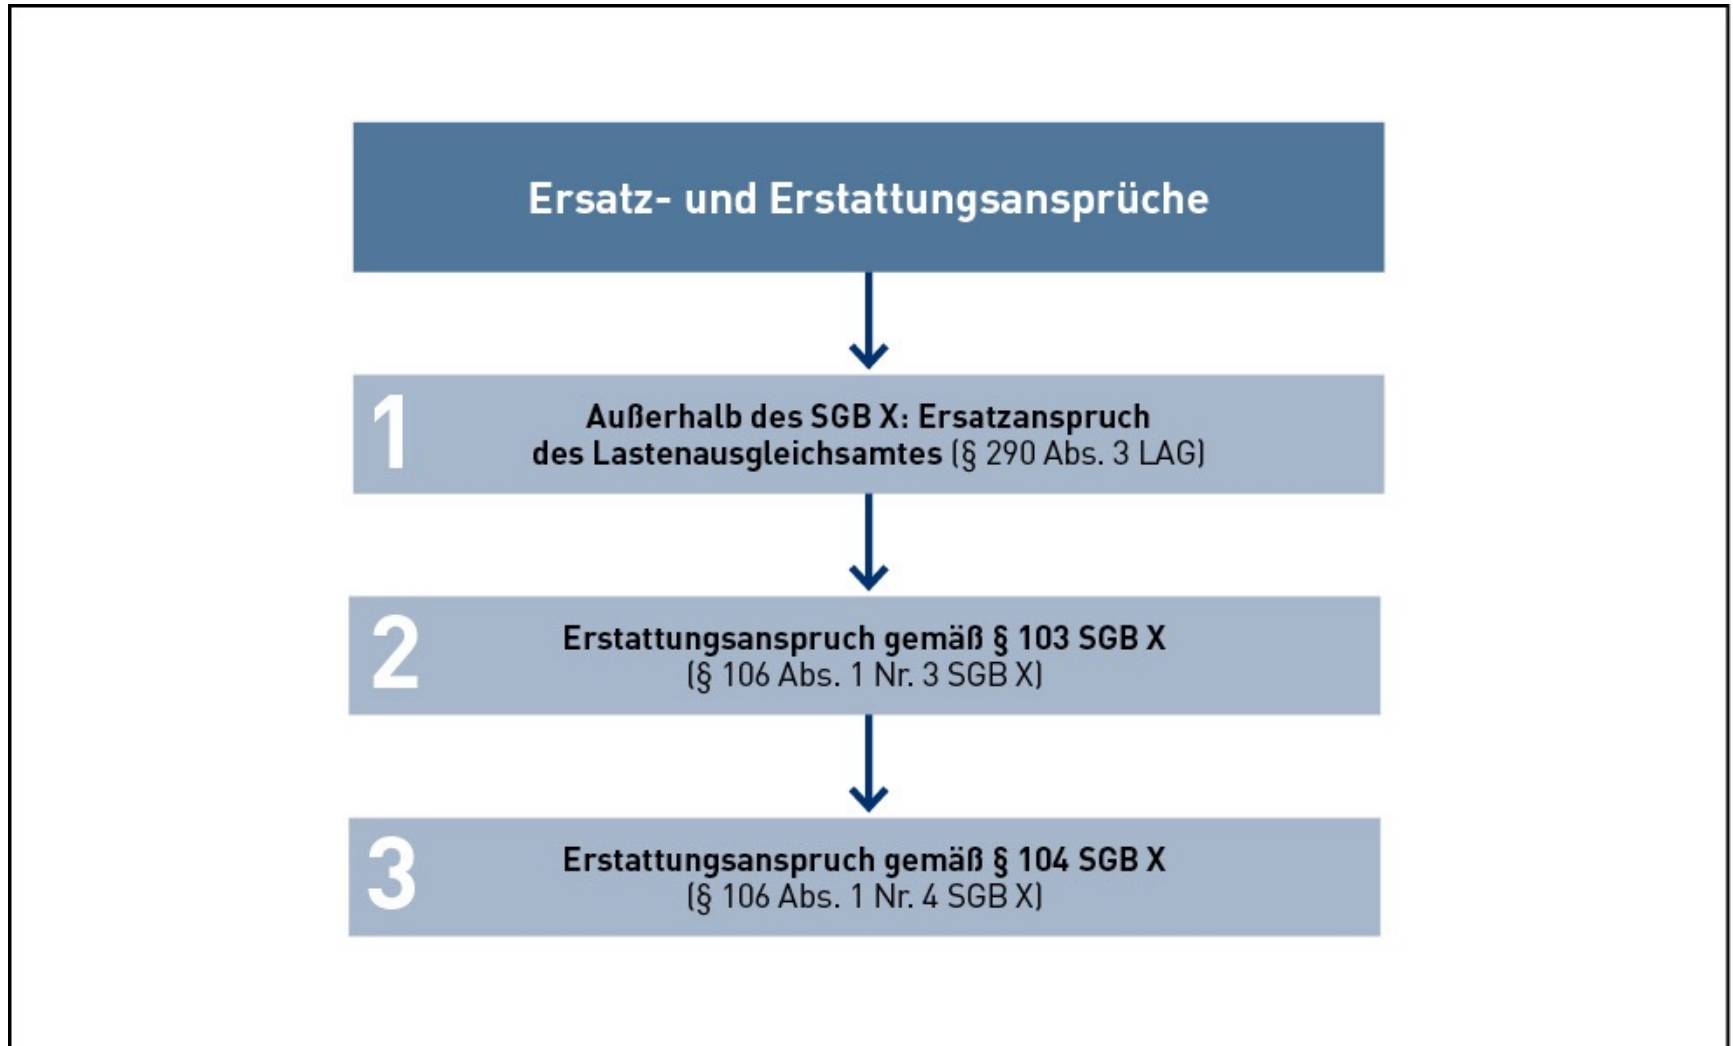 Ersatz- und Erstattungsansprüche
1
Außerhalb des SGB X: Ersatzanspruch
des Lastenausgleichsamtes (§ 290 Abs. 3 LAG)
2
Erstattungsanspruch gemäß § 103 SGB X
(§ 106 Abs. 1 Nr. 3 SGB X)
3
Erstattungsanspruch gemäß § 104 SGB X
(§ 106 Abs. 1 Nr. 4 SGB X)